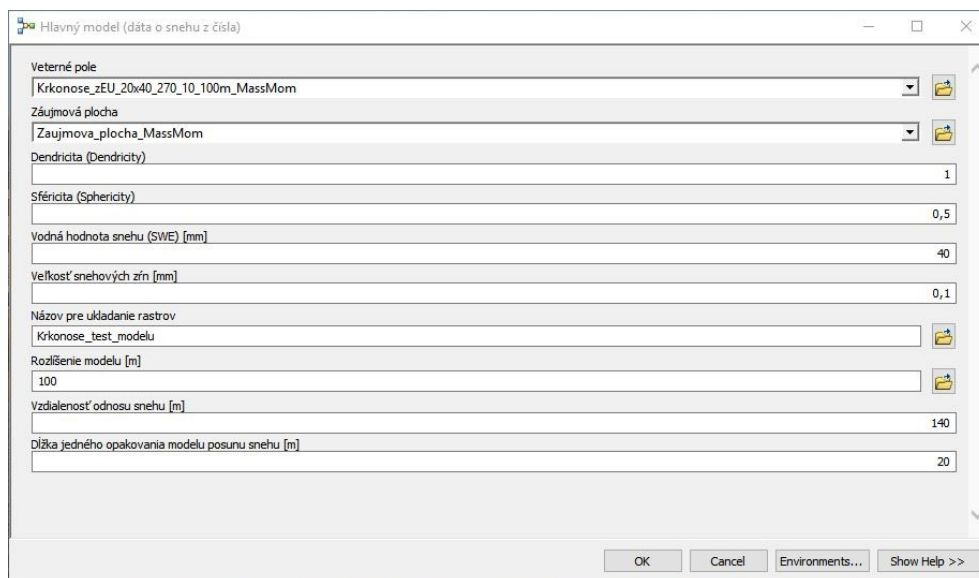 Hlavný model (dáta o snehu z čísla)
Veterné pole
Krkonose_zEU_20x40_270_10_100m_MassMom
Záujmová plocha
Zaujmova_plocha_MassMom
Dendricita (Dendricity)
1
Sféricita (Sphericity)
0,5
Vodná hodnota snehu (SWE) [mm]
40
Veľkosť snehových zŕn [mm]
0,1
Názov pre ukladanie rastrov
Krkonose_test_modelu
Rozlíšenie modelu [m]
100
Vzdialenosť odnosu snehu [m]
140
Dĺžka jedného opakovania modelu posunu snehu [m]
20
OK Cancel Environments... Show Help >>